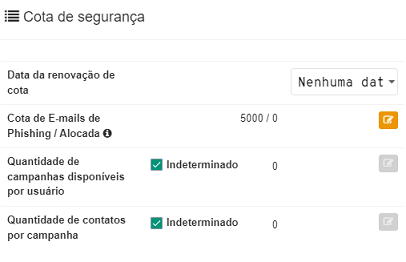 Cota de segurança
Data da renovação de
cota
Nenhuma dat
Cota de E-mails de
Phishing / Alocada
5000 / 0
Quantidade de
campanhas disponíveis
por usuário
Indeterminado
0
Quantidade de contatos
por campanha
Indeterminado
0